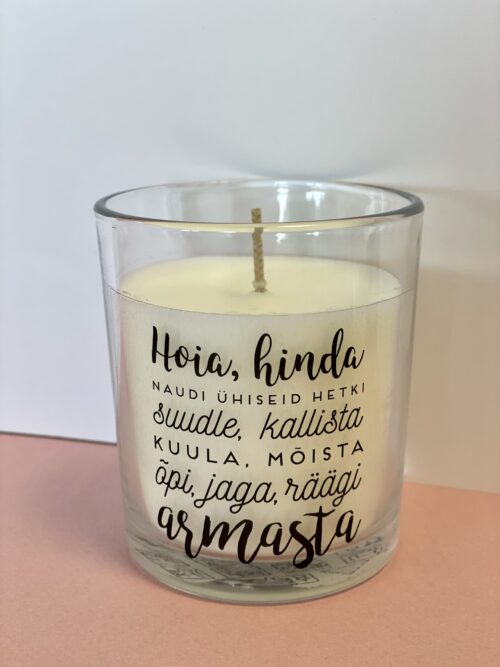 Hoia, hinda
NAUDI ÜHISEID HETKI
suudle, kallista
KUULA, MÕISTA
õpi, jaga, räägi
armasta